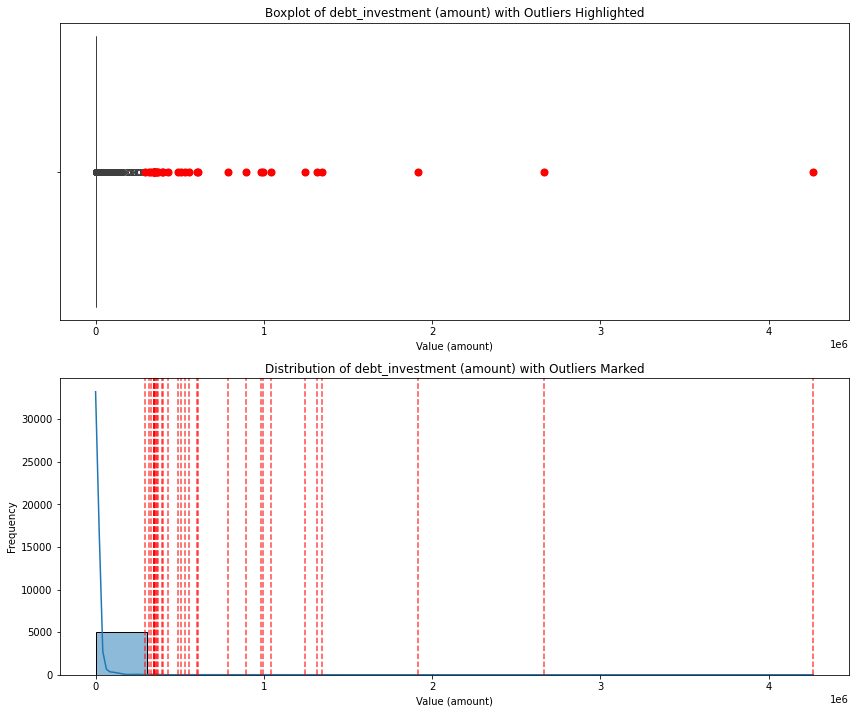 Boxplot of debt_investment (amount) with Outliers Highlighted
0 1 2 3 4
1e6
Value (amount)
Distribution of debt_investment (amount) with Outliers Marked
30000
25000
20000
15000
10000
5000
0
Frequency
0 1 2 3 4
1e6
Value (amount)